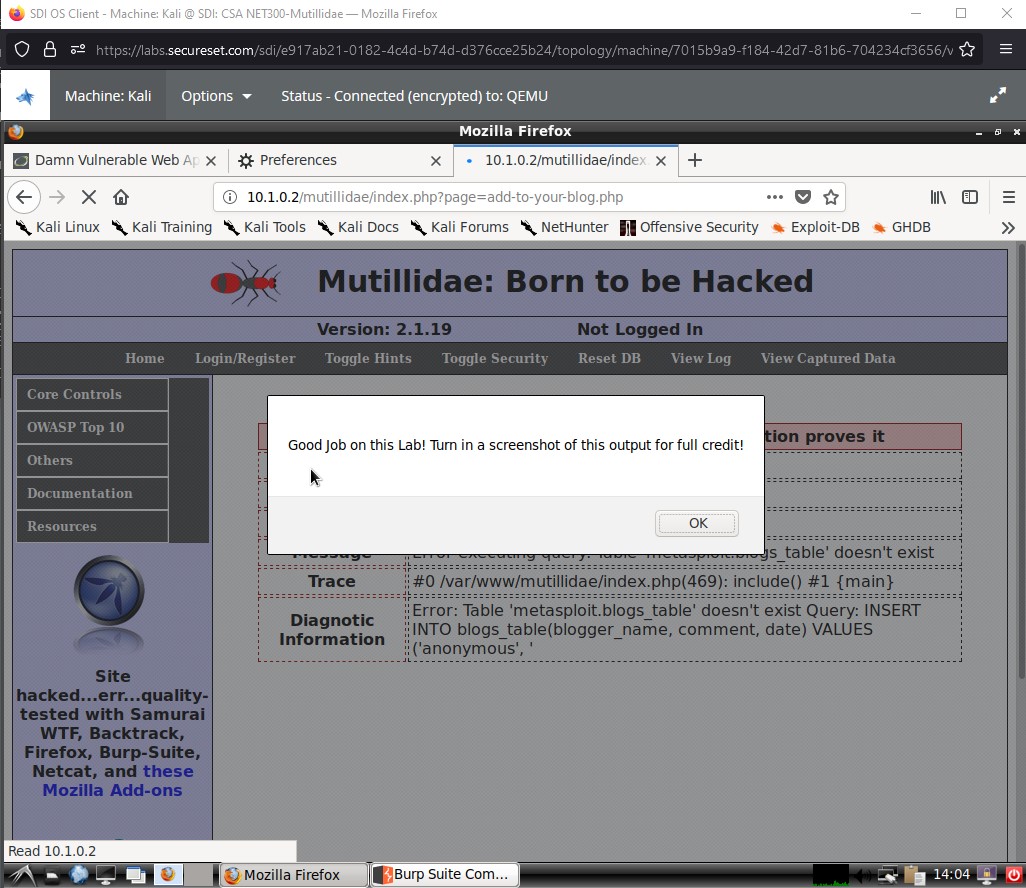 SDI OS Client - Machine: Kali @ SDI: CSA NET300-Mutillidae — Mozilla Firefox
https://labs.secureset.com/sdi/e917ab21-0182-4c4d-b74d-d376cce25b24/topology/machine/7015b9a9-f184-42d7-81b6-704234cf3656/v
Machine: Kali Options Status - Connected (encrypted) to: QEMU
Mozilla Firefox
Damn Vulnerable Web Ap Preferences 10.1.0.2/mutillidae/index.
10.1.0.2/mutillidae/index.php?page=add-to-your-blog.php
Kali Linux Kali Training Kali Tools Kali Docs Kali Forums NetHunter Offensive Security Exploit-DB GHDB
Mutillidae: Born to be Hacked
Version: 2.1.19 Not Logged In
Home Login/Register Toggle Hints Toggle Security Reset DB View Log View Captured Data
Core Controls
OWASP Top 10
Others
Documentation
Resources
Site
hacked...err...quality-
tested with Samurai
WTF, Backtrack,
Firefox, Burp-Suite,
Netcat, and these
Mozilla Add-ons
tion proves it
Good Job on this Lab! Turn in a screenshot of this output for full credit!
OK
Message Error executing query: Table 'metasploit.blogs_table' doesn't exist
Trace #0 /var/www/mutillidae/index.php(469): include() #1 {main}
Diagnostic
Information
Error: Table 'metasploit.blogs_table' doesn't exist Query: INSERT
INTO blogs_table(blogger_name, comment, date) VALUES
('anonymous', '
Read 10.1.0.2
Mozilla Firefox Burp Suite Com... 14:04